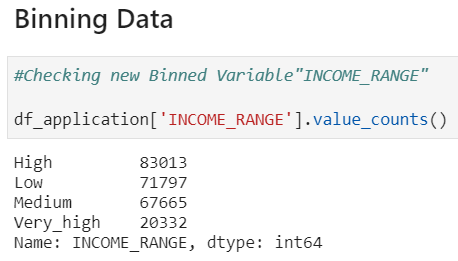 Binning Data
#Checking new Binned Variable"INCOME_RANGE"
df_application['INCOME_RANGE'].value_counts()
High 83013
Low 71797
Medium 67665
Very_high 20332
Name: INCOME_RANGE, dtype: int64